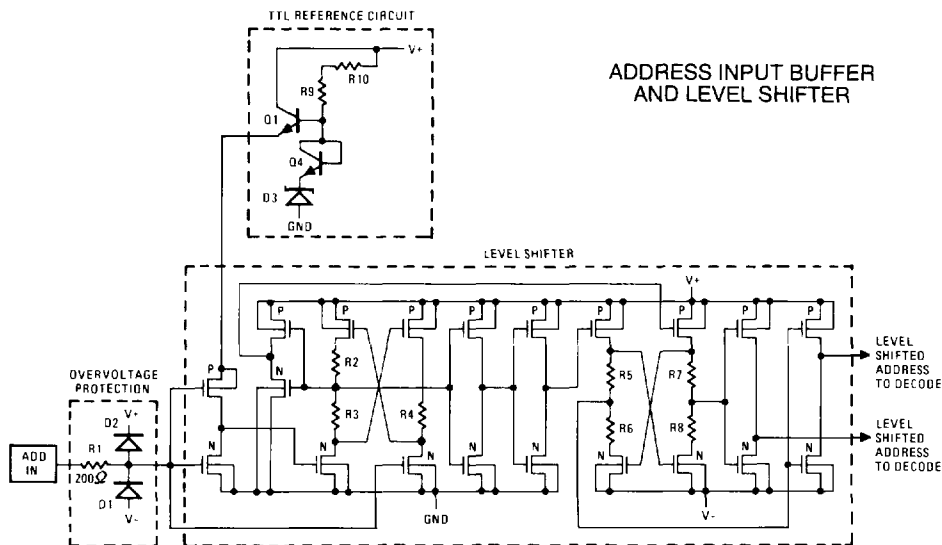 TTL REFERENCE CIRCUIT
V+
R10
R9
Q1
Q4
D3
GND
ADDRESS INPUT BUFFER
AND LEVEL SHIFTER
LEVEL SHIFTER
V+
P
P
P
P
P
P
P
P
P
R2
R5
R7
LEVEL
SHIFTED
ADDRESS
TO DECODE
OVERVOLTAGE
PROTECTION
P
N
R3
R4
R6
R8
V+
D2
ADD
IN
R1
200Ω
D1
V-
N
N
N
N
N
N
N
N
N
LEVEL
SHIFTED
ADDRESS
TO DECODE
GND
V-